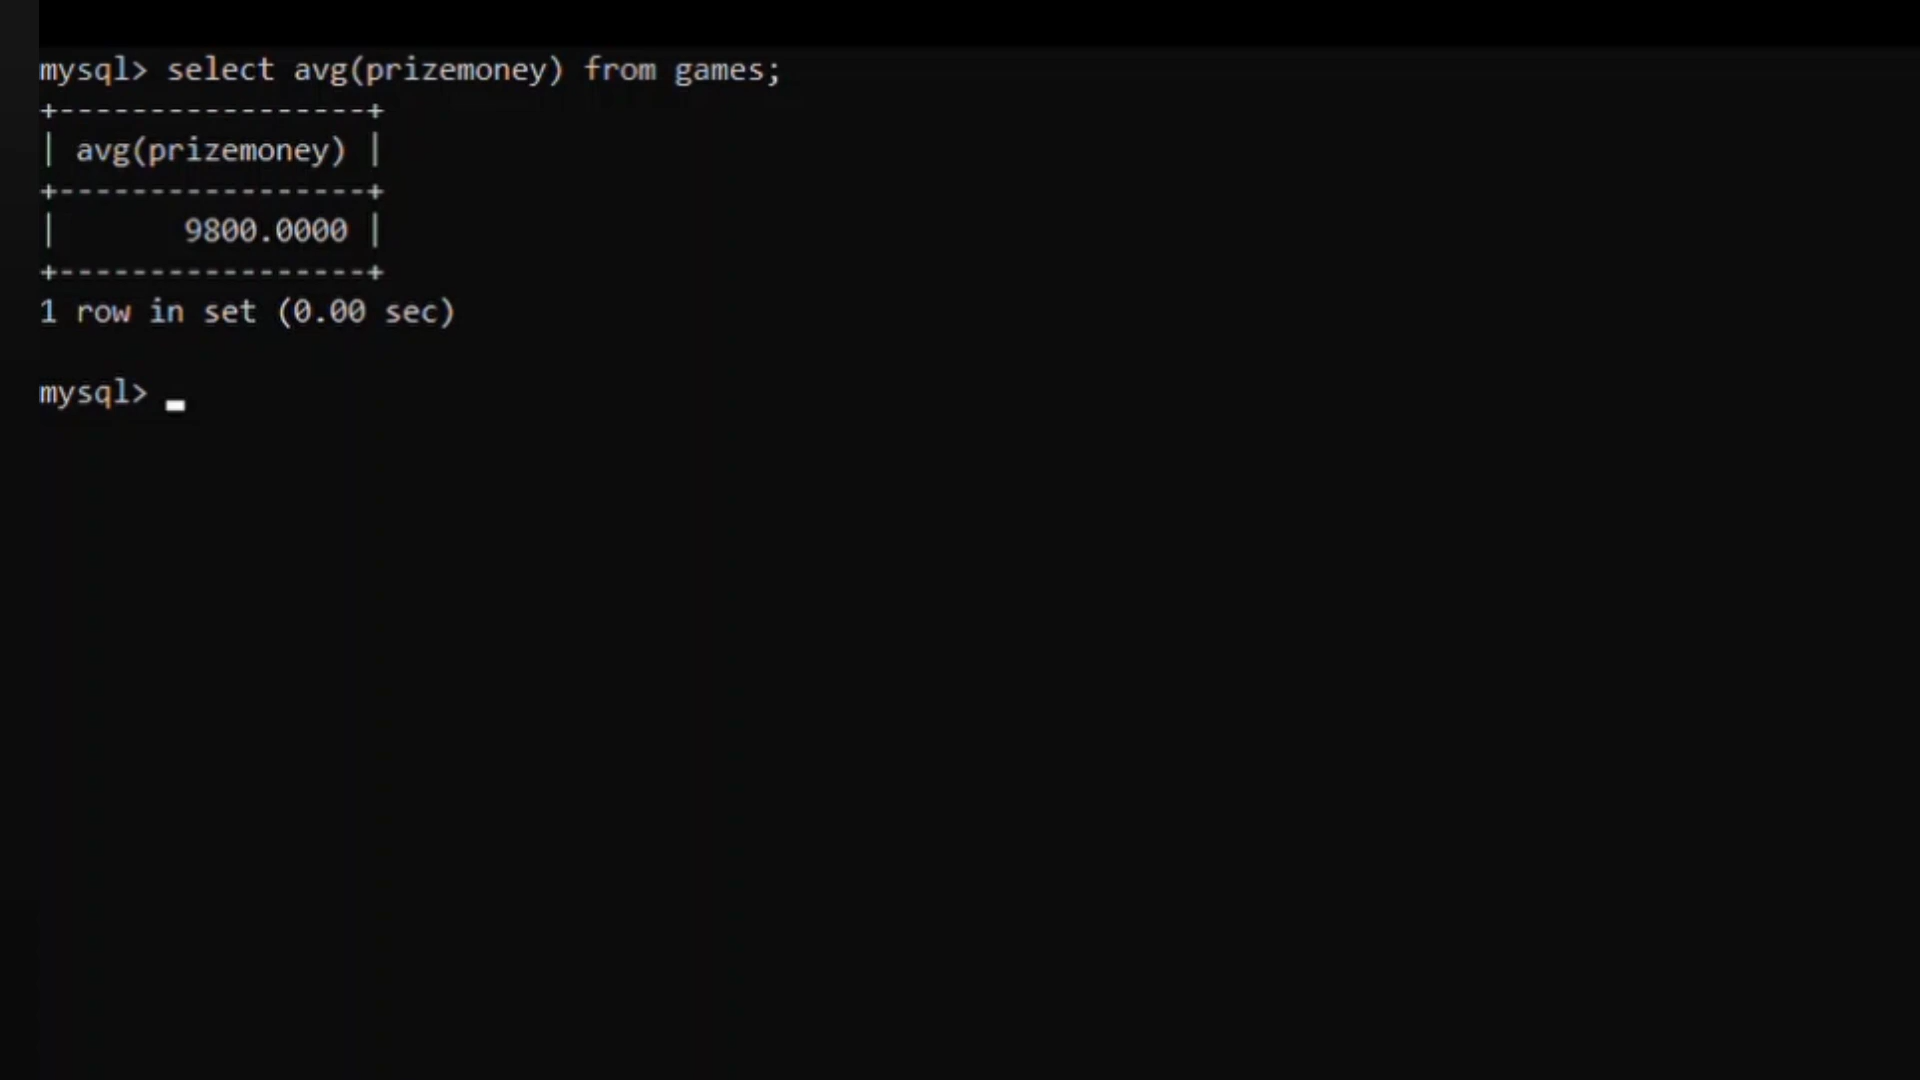 mysql> select avg(prizemoney) from games;
+-----------------+
| avg(prizemoney) |
+-----------------+
|       9800.0000 |
+-----------------+
1 row in set (0.00 sec)
mysql> _